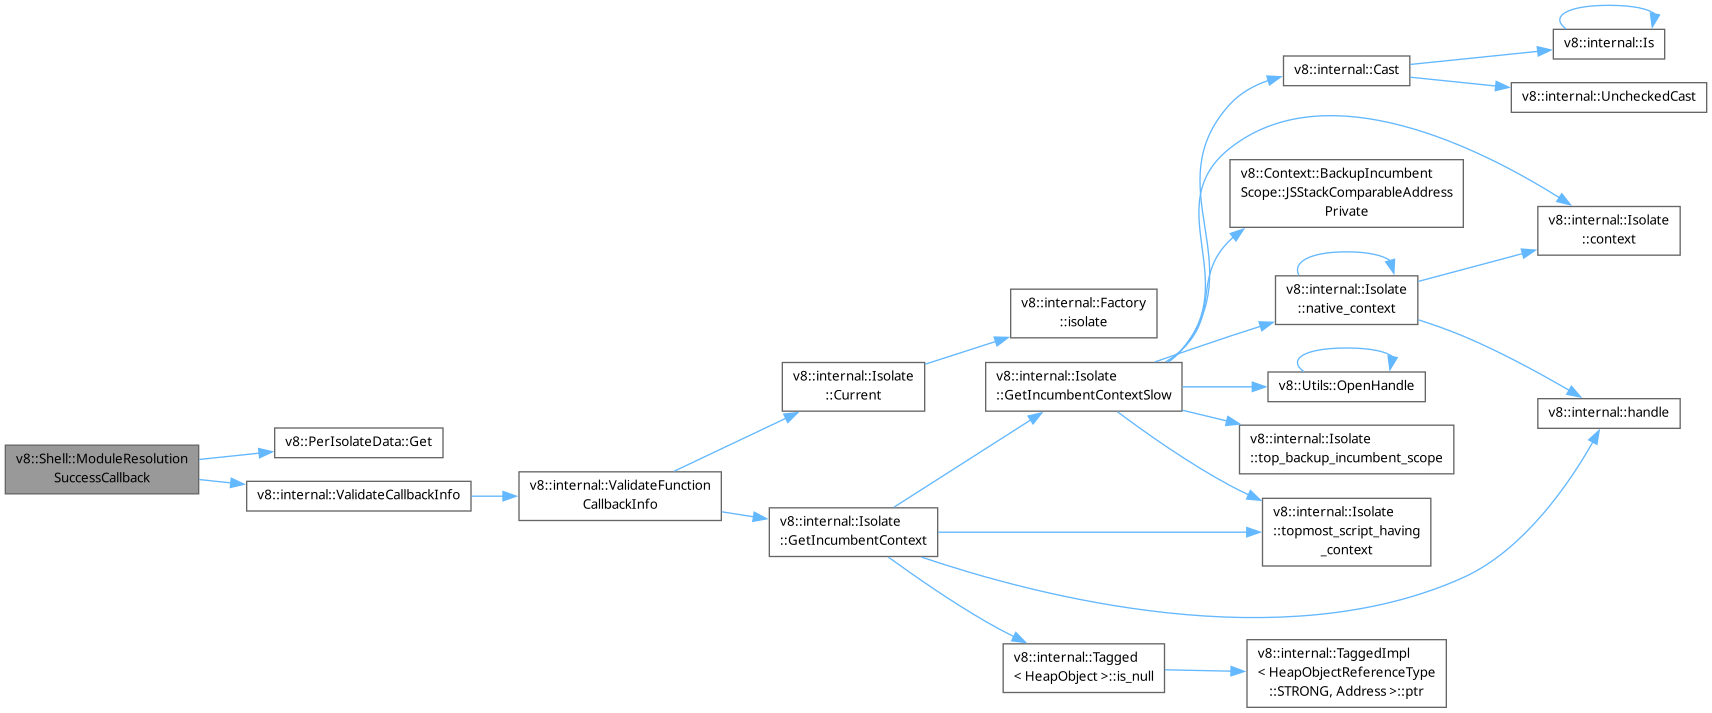 v8::internal::Is
v8::internal::Cast
v8::internal::UncheckedCast
v8::Context::BackupIncumbent
Scope::JSStackComparableAddress
Private
v8::internal::Isolate
::context
v8::internal::Isolate
::native_context
v8::internal::Factory
::isolate
v8::internal::Isolate
::Current
v8::internal::Isolate
::GetIncumbentContextSlow
v8::Utils::OpenHandle
v8::internal::handle
v8::PerIsolateData::Get
v8::internal::Isolate
::top_backup_incumbent_scope
v8::Shell::ModuleResolution
SuccessCallback
v8::internal::ValidateCallbackInfo
v8::internal::ValidateFunction
CallbackInfo
v8::internal::Isolate
::GetIncumbentContext
v8::internal::Isolate
::topmost_script_having
_context
v8::internal::Tagged
< HeapObject >::is_null
v8::internal::TaggedImpl
< HeapObjectReferenceType
::STRONG, Address >::ptr